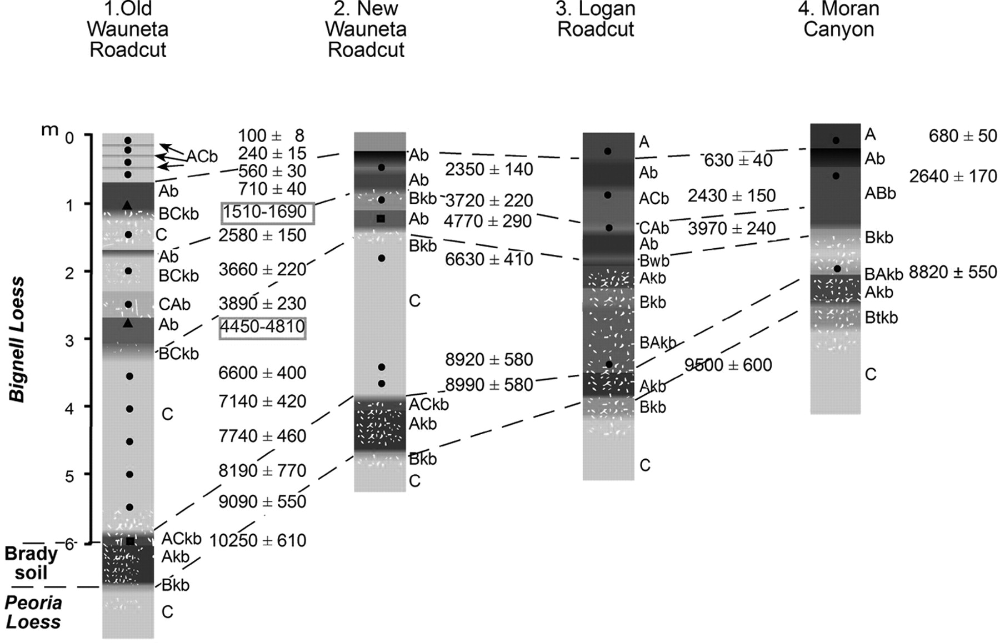 1.Old
Wauneta
Roadcut
2. New
Wauneta
Roadcut
3. Logan
Roadcut
4. Moran
Canyon
m
0
1
2
3
4
5
6
Bignell Loess
Brady
soil
Peoria
Loess
ACb
Ab
BCkb
C
Ab
BCkb
CAb
Ab
BCkb
C
ACkb
Akb
Bkb
C
100 ± 8
240 ± 15
560 ± 30
710 ± 40
1510-1690
2580 ± 150
3660 ± 220
3890 ± 230
4450-4810
6600 ± 400
7140 ± 420
7740 ± 460
8190 ± 770
9090 ± 550
10250 ± 610
Ab
Ab
Bkb
Ab
Bkb
C
ACkb
Akb
Bkb
C
2350 ± 140
3720 ± 220
4770 ± 290
6630 ± 410
8920 ± 580
8990 ± 580
A
Ab
ACb
CAb
Ab
Bwb
Akb
Bkb
BAkb
Akb
Bkb
C
630 ± 40
2430 ± 150
3970 ± 240
9500 ± 600
A
Ab
ABb
Bkb
BAkb
Akb
Btkb
C
680 ± 50
2640 ± 170
8820 ± 550